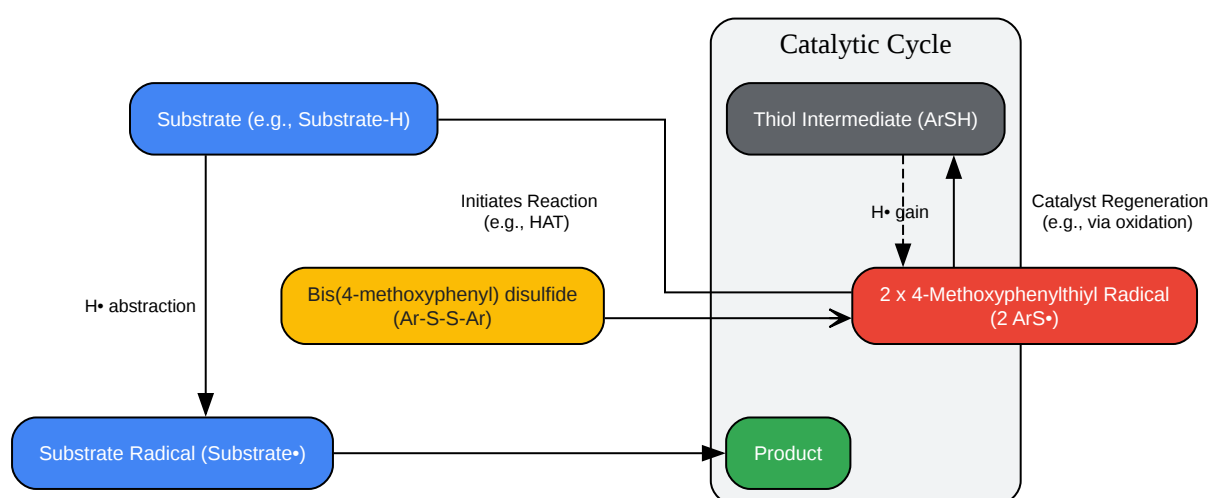 Catalytic Cycle
Substrate (e.g., Substrate-H)
Thiol Intermediate (ArSH)
Initiates Reaction
(e.g., HAT)
H• gain
Catalyst Regeneration
(e.g., via oxidation)
H• abstraction
Bis(4-methoxyphenyl) disulfide
(Ar-S-S-Ar)
2 x 4-Methoxyphenylthiyl Radical
(2 ArS•)
Substrate Radical (Substrate•)
Product